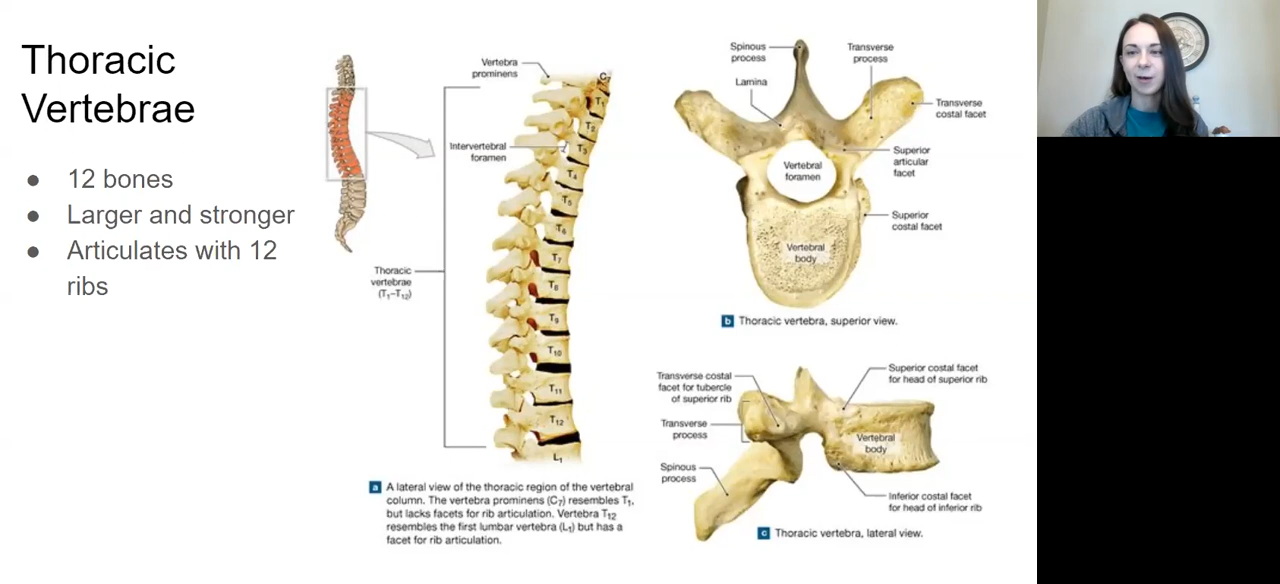 Thoracic
Vertebrae
● 12 bones
● Larger and stronger
● Articulates with 12
ribs
Vertebra
prominens
C
T1
T2
Intervertebral
foramen
T3
T4
T5
T6
T7
T8
Thoracic
vertebrae
(T1–T12)
T9
T10
T11
T12
L1
a A lateral view of the thoracic region of the vertebral
column. The vertebra prominens (C7) resembles T1,
but lacks facets for rib articulation. Vertebra T12
resembles the first lumbar vertebra (L1) but has a
facet for rib articulation.
Spinous
process
Transverse
process
Lamina
Transverse
costal facet
Superior
articular
facet
Vertebral
foramen
Superior
costal facet
Vertebral
body
b Thoracic vertebra, superior view.
Transverse costal
facet for tubercle
of superior rib
Superior costal facet
for head of superior rib
Transverse
process
Vertebral
body
Spinous
process
Inferior costal facet
for head of inferior rib
c Thoracic vertebra, lateral view.